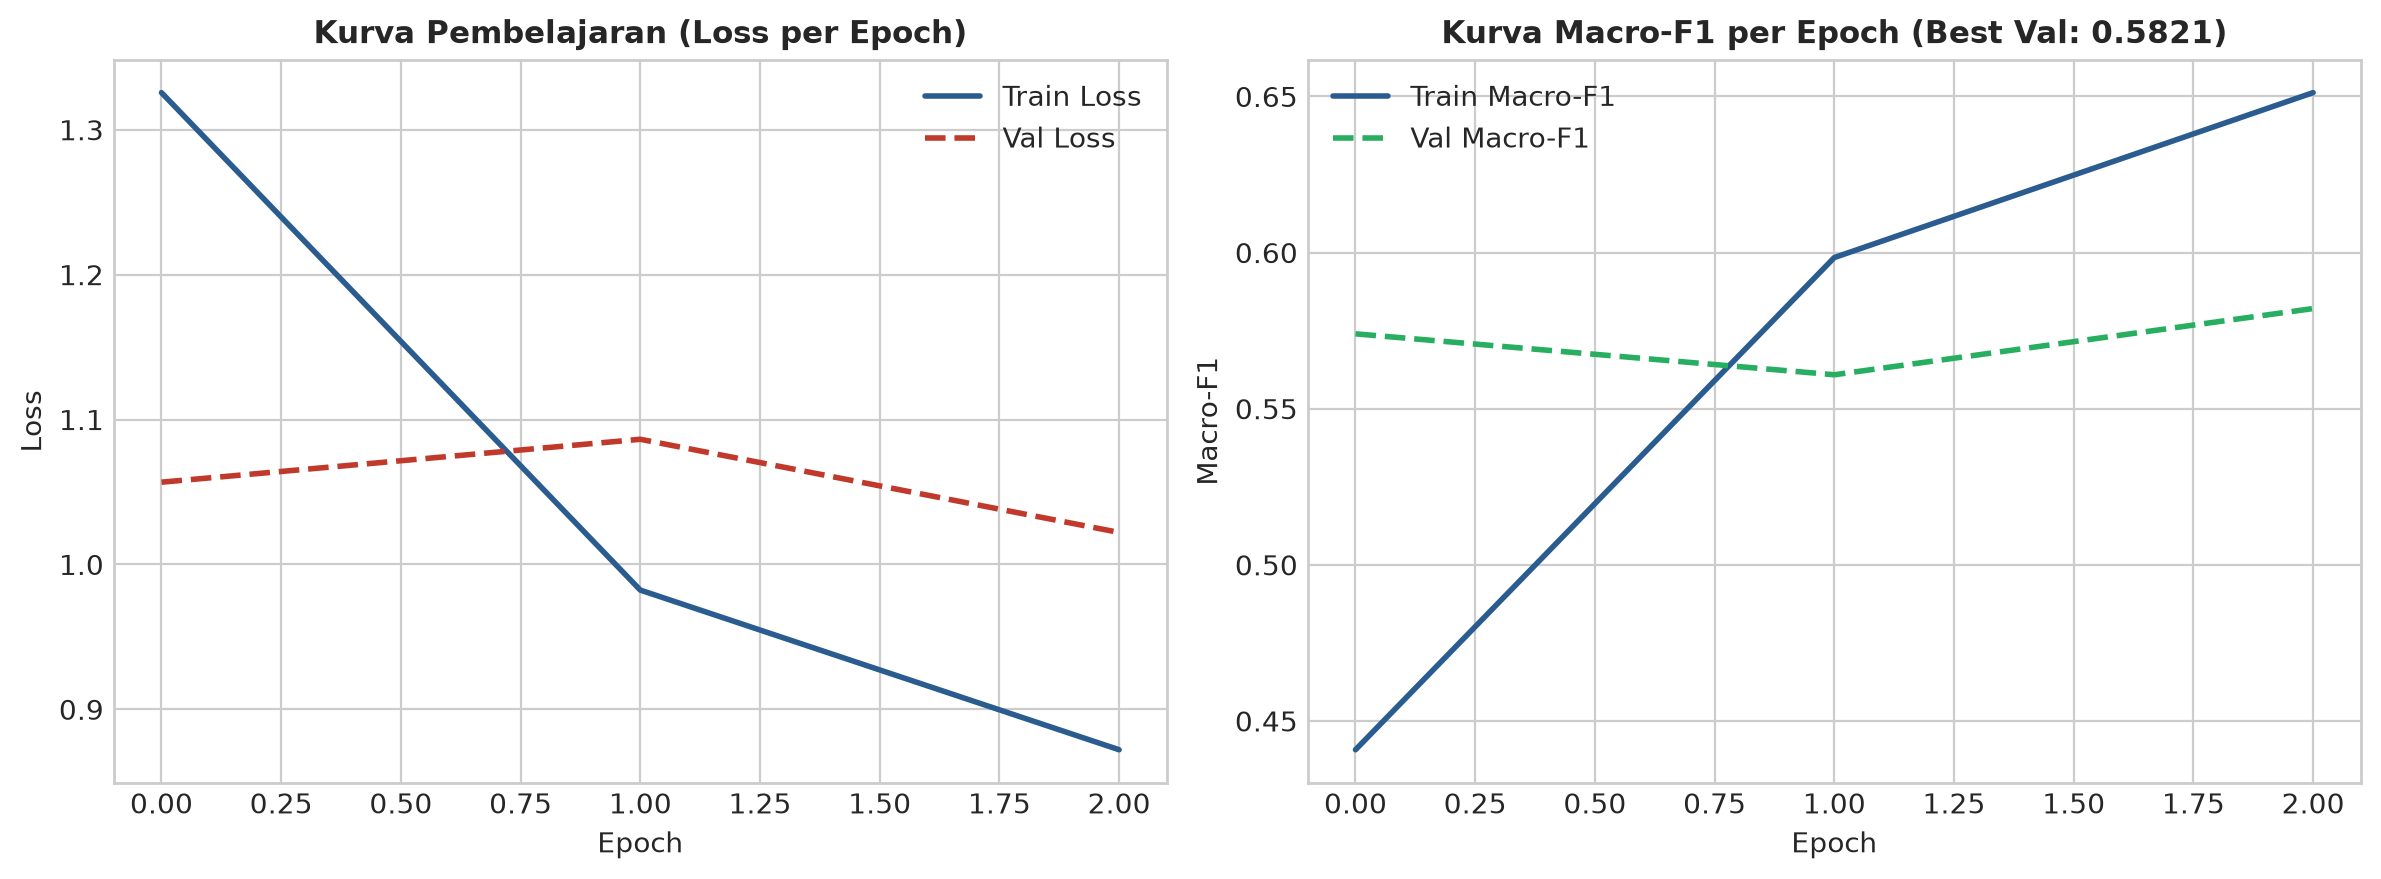 Kurva Pembelajaran (Loss per Epoch)
Train Loss
Val Loss
1.3
1.2
1.1
1.0
0.9
Loss
0.00 0.25 0.50 0.75 1.00 1.25 1.50 1.75 2.00
Epoch
Kurva Macro-F1 per Epoch (Best Val: 0.5821)
Train Macro-F1
Val Macro-F1
0.65
0.60
0.55
0.50
0.45
Macro-F1
0.00 0.25 0.50 0.75 1.00 1.25 1.50 1.75 2.00
Epoch